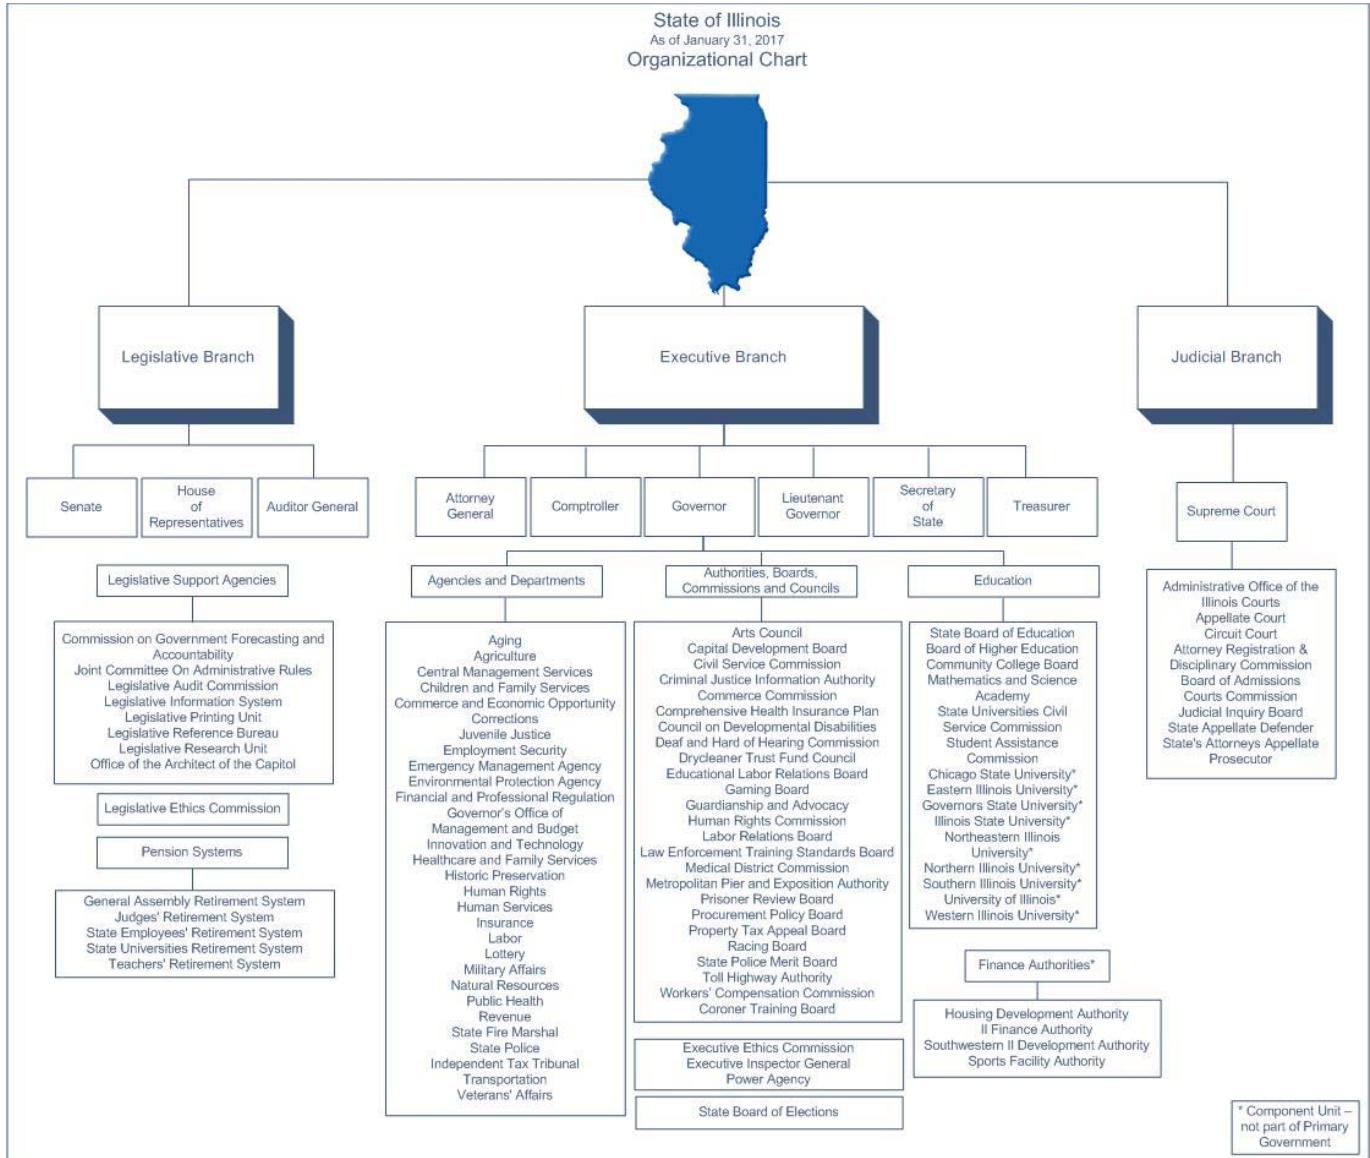 State of Illinois
As of January 31, 2017
Organizational Chart
Legislative Branch
Executive Branch
Judicial Branch
Senate
House
of
Representatives
Auditor General
Attorney
General
Comptroller
Governor
Lieutenant
Governor
Secretary
of
State
Treasurer
Supreme Court
Legislative Support Agencies
Commission on Government Forecasting and
Accountability
Joint Committee On Administrative Rules
Legislative Audit Commission
Legislative Information System
Legislative Printing Unit
Legislative Reference Bureau
Legislative Research Unit
Office of the Architect of the Capitol
Legislative Ethics Commission
Pension Systems
General Assembly Retirement System
Judges' Retirement System
State Employees' Retirement System
State Universities Retirement System
Teachers' Retirement System
Agencies and Departments
Aging
Agriculture
Central Management Services
Children and Family Services
Commerce and Economic Opportunity
Corrections
Juvenile Justice
Employment Security
Emergency Management Agency
Environmental Protection Agency
Financial and Professional Regulation
Governor's Office of
Management and Budget
Innovation and Technology
Healthcare and Family Services
Historic Preservation
Human Rights
Human Services
Insurance
Labor
Lottery
Military Affairs
Natural Resources
Public Health
Revenue
State Fire Marshal
State Police
Independent Tax Tribunal
Transportation
Veterans' Affairs
Authorities, Boards,
Commissions and Councils
Arts Council
Capital Development Board
Civil Service Commission
Criminal Justice Information Authority
Commerce Commission
Comprehensive Health Insurance Plan
Council on Developmental Disabilities
Deaf and Hard of Hearing Commission
Drycleaner Trust Fund Council
Educational Labor Relations Board
Gaming Board
Guardianship and Advocacy
Human Rights Commission
Labor Relations Board
Law Enforcement Training Standards Board
Medical District Commission
Metropolitan Pier and Exposition Authority
Prisoner Review Board
Procurement Policy Board
Property Tax Appeal Board
Racing Board
State Police Merit Board
Toll Highway Authority
Workers' Compensation Commission
Coroner Training Board
Executive Ethics Commission
Executive Inspector General
Power Agency
State Board of Elections
Education
State Board of Education
Board of Higher Education
Community College Board
Mathematics and Science
Academy
State Universities Civil
Service Commission
Student Assistance
Commission
Chicago State University*
Eastern Illinois University*
Governors State University*
Illinois State University*
Northeastern Illinois
University*
Northern Illinois University*
Southern Illinois University*
University of Illinois*
Western Illinois University*
Finance Authorities*
Housing Development Authority
Il Finance Authority
Southwestern Il Development Authority
Sports Facility Authority
Administrative Office of the
Illinois Courts
Appellate Court
Circuit Court
Attorney Registration &
Disciplinary Commission
Board of Admissions
Courts Commission
Judicial Inquiry Board
State Appellate Defender
State's Attorneys Appellate
Prosecutor
* Component Unit –
not part of Primary
Government